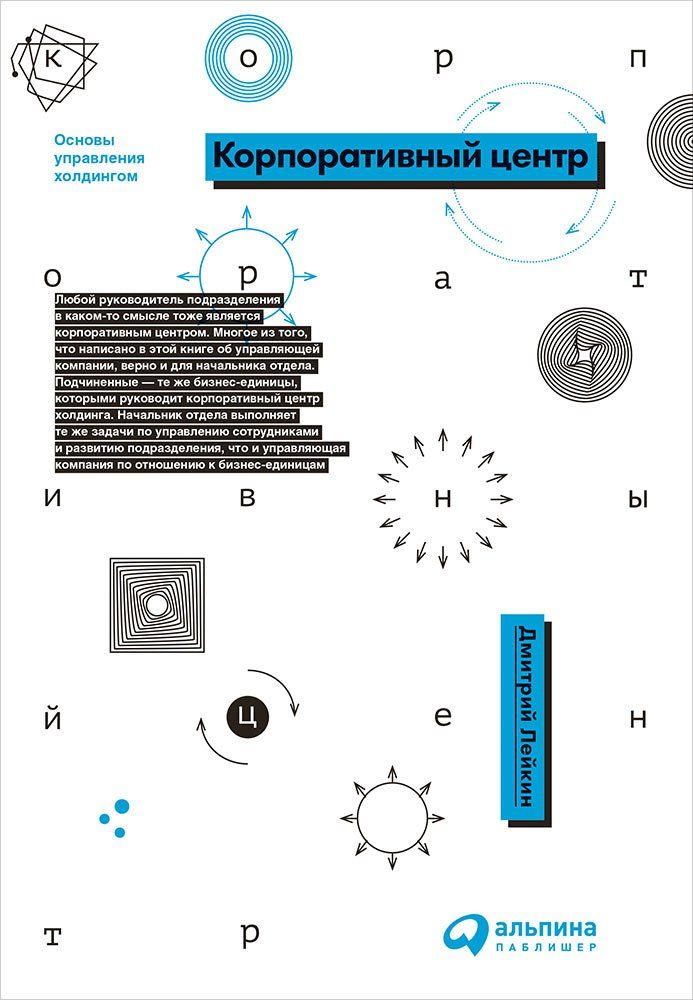 к о р п
Основы
управления
холдингом
Корпоративный центр
о р а т
Любой руководитель подразделения
в каком-то смысле тоже является
корпоративным центром. Многое из того,
что написано в этой книге об управляющей
компании, верно и для начальника отдела.
Подчиненные — те же бизнес-единицы,
которыми руководит корпоративный центр
холдинга. Начальник отдела выполняет
те же задачи по управлению сотрудниками
и развитию подразделения, что и управляющая
компания по отношению к бизнес-единицам
и в н ы
Дмитрий Лейкин
й ц е н
т р
альпина
ПАБЛИШЕР